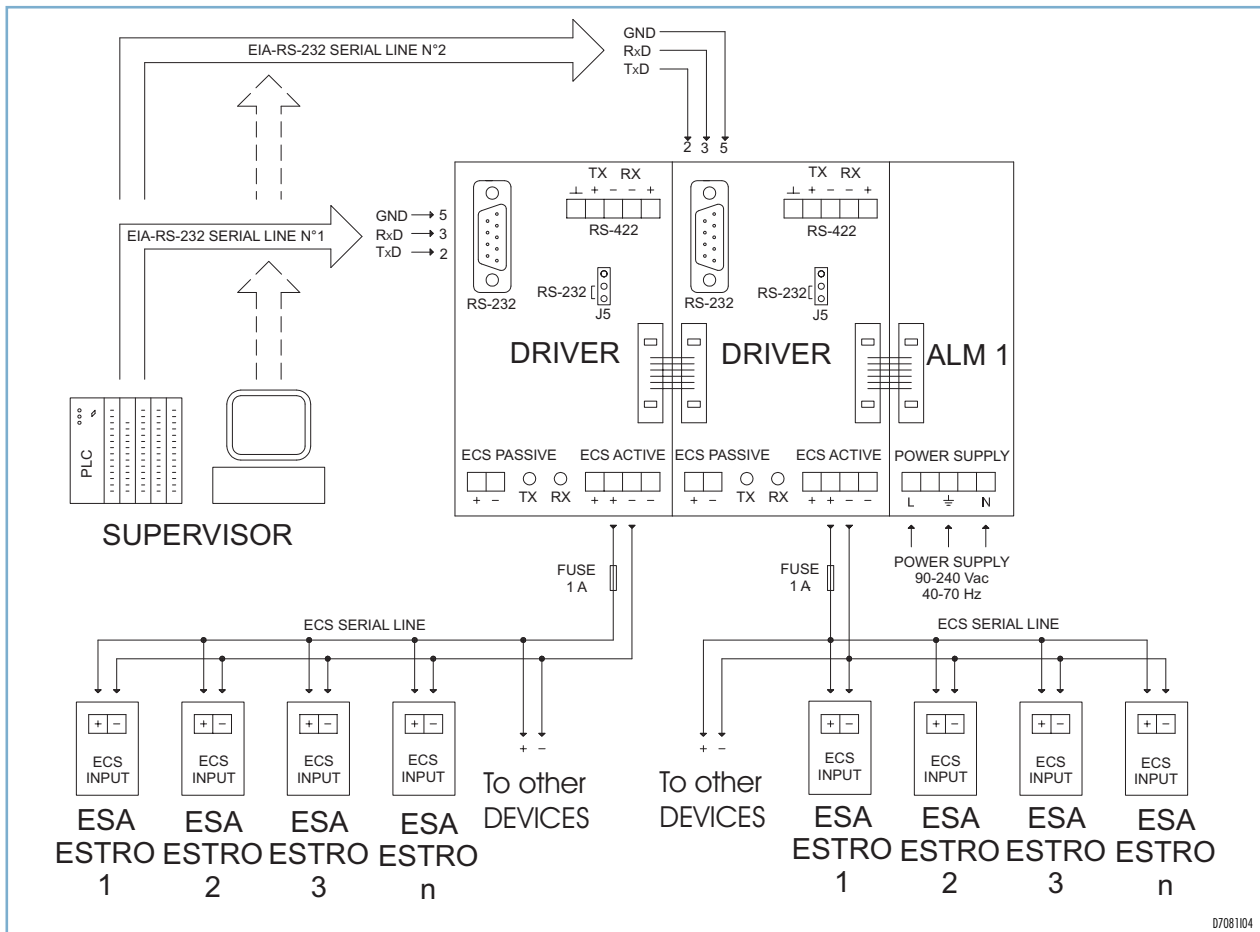 EIA-RS-232 SERIAL LINE N°2
GND
RxD
TxD
2 3 5
EIA-RS-232 SERIAL LINE N°1
GND 5
RxD 3
TxD 2
TX RX
⊥ + − − +
RS-422
RS-232
RS-232
J5
DRIVER
ECS PASSIVE
+ −
TX RX
ECS ACTIVE
+ + − −
TX RX
⊥ + − − +
RS-422
RS-232
RS-232
J5
DRIVER
ECS PASSIVE
+ −
TX RX
ECS ACTIVE
+ + − −
ALM 1
POWER SUPPLY
L ⏚ N
POWER SUPPLY
90-240 Vac
40-70 Hz
PLC
SUPERVISOR
FUSE
1 A
FUSE
1 A
ECS SERIAL LINE
+ −
ECS
INPUT
ESA
ESTRO
1
+ −
ECS
INPUT
ESA
ESTRO
2
+ −
ECS
INPUT
ESA
ESTRO
3
+ −
ECS
INPUT
ESA
ESTRO
n
+ −
To other
DEVICES
ECS SERIAL LINE
+ −
To other
DEVICES
+ −
ECS
INPUT
ESA
ESTRO
1
+ −
ECS
INPUT
ESA
ESTRO
2
+ −
ECS
INPUT
ESA
ESTRO
3
+ −
ECS
INPUT
ESA
ESTRO
n
D7081I04